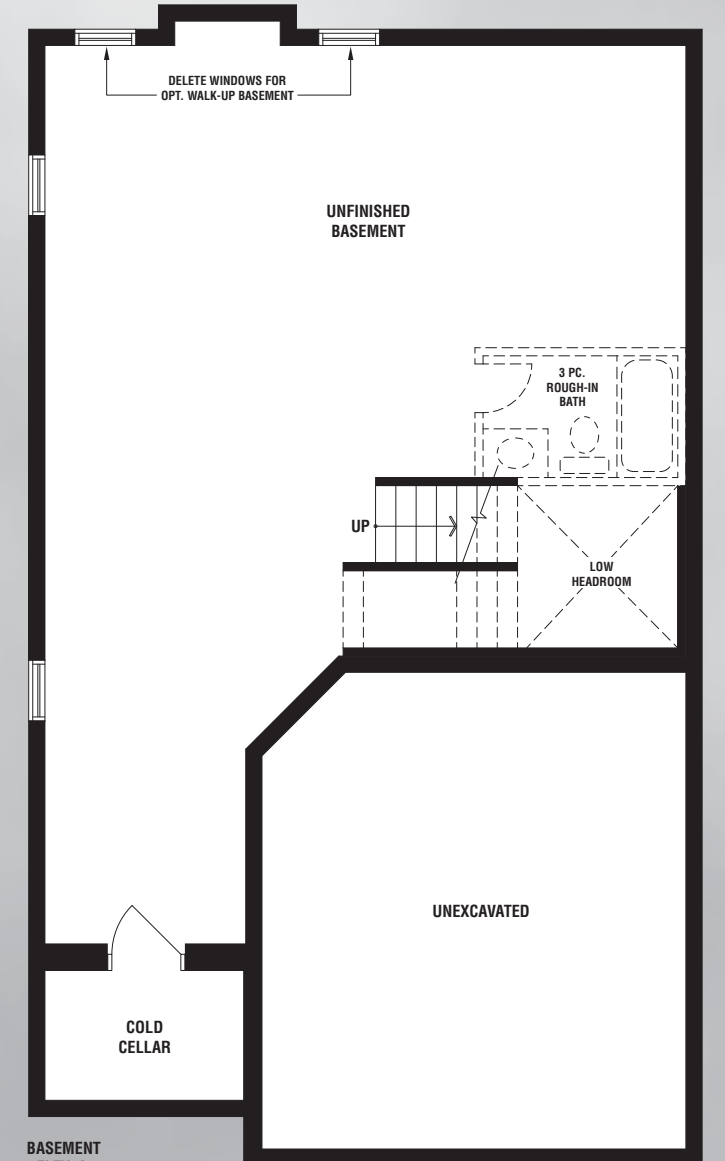 DELETE WINDOWS FOR
OPT. WALK-UP BASEMENT
UNFINISHED
BASEMENT
3 PC.
ROUGH-IN
BATH
UP
LOW
HEADROOM
UNEXCAVATED
COLD
CELLAR
BASEMENT